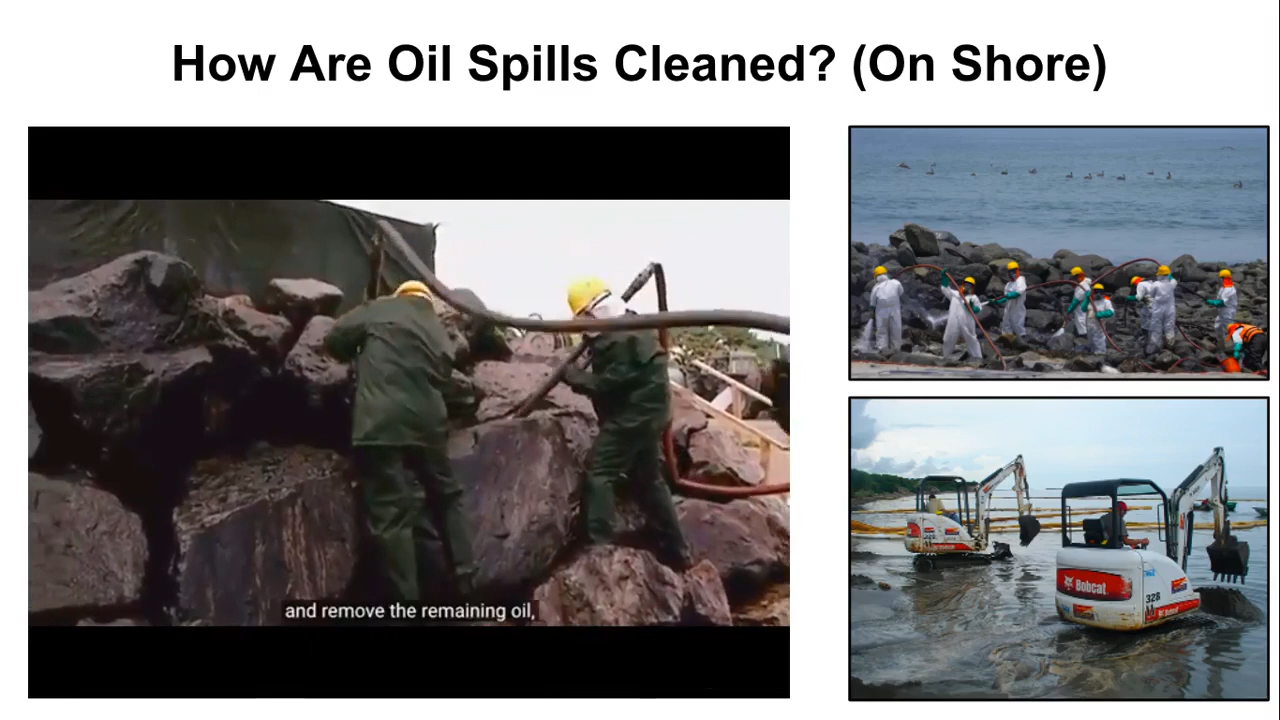 How Are Oil Spills Cleaned? (On Shore)
and remove the remaining oil,
Bobcat
328